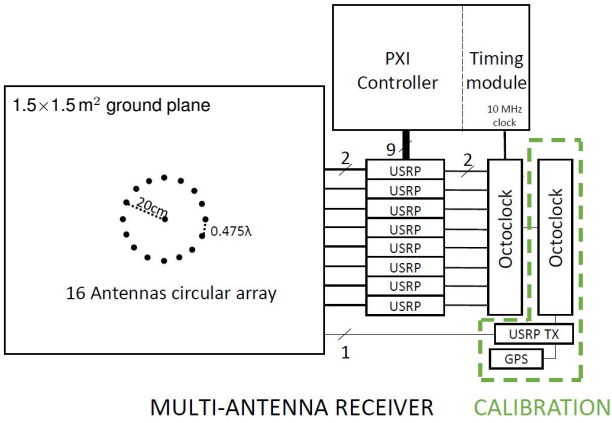 PXI
Controller
Timing
module
10 MHz
clock
1.5×1.5 m² ground plane
9
2
2
USRP
USRP
USRP
USRP
USRP
USRP
USRP
USRP
Octoclock
Octoclock
20cm
0.475λ
16 Antennas circular array
1
USRP TX
GPS
MULTI-ANTENNA RECEIVER
CALIBRATION